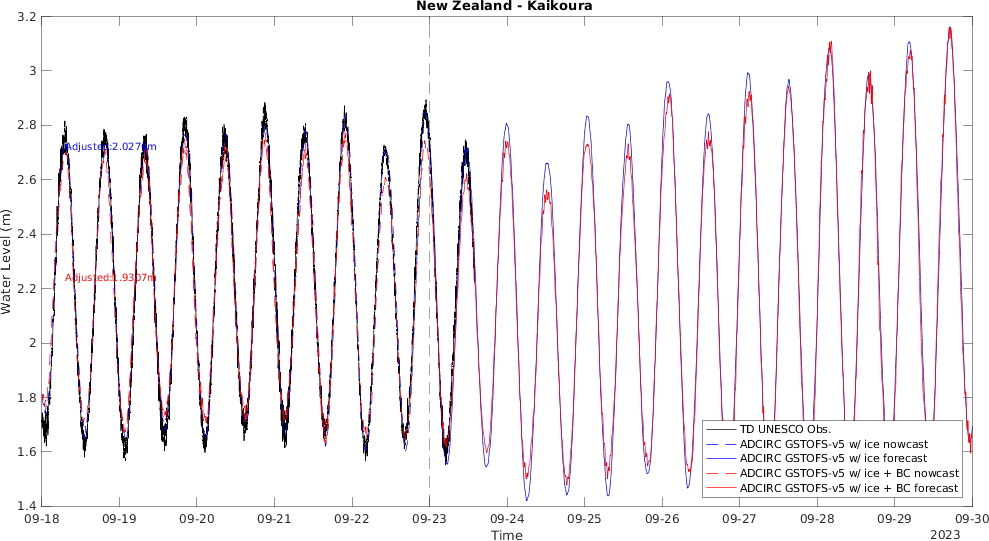 New Zealand - Kaikoura
3.2
3
2.8
2.6
2.4
2.2
2
1.8
1.6
1.4
Water Level (m)
Adjusted:2.0276m
Adjusted:1.9307m
TD UNESCO Obs.
ADCIRC GSTOFS-v5 w/ ice nowcast
ADCIRC GSTOFS-v5 w/ ice forecast
ADCIRC GSTOFS-v5 w/ ice + BC nowcast
ADCIRC GSTOFS-v5 w/ ice + BC forecast
09-18 09-19 09-20 09-21 09-22 09-23 09-24 09-25 09-26 09-27 09-28 09-29 09-30
Time
2023